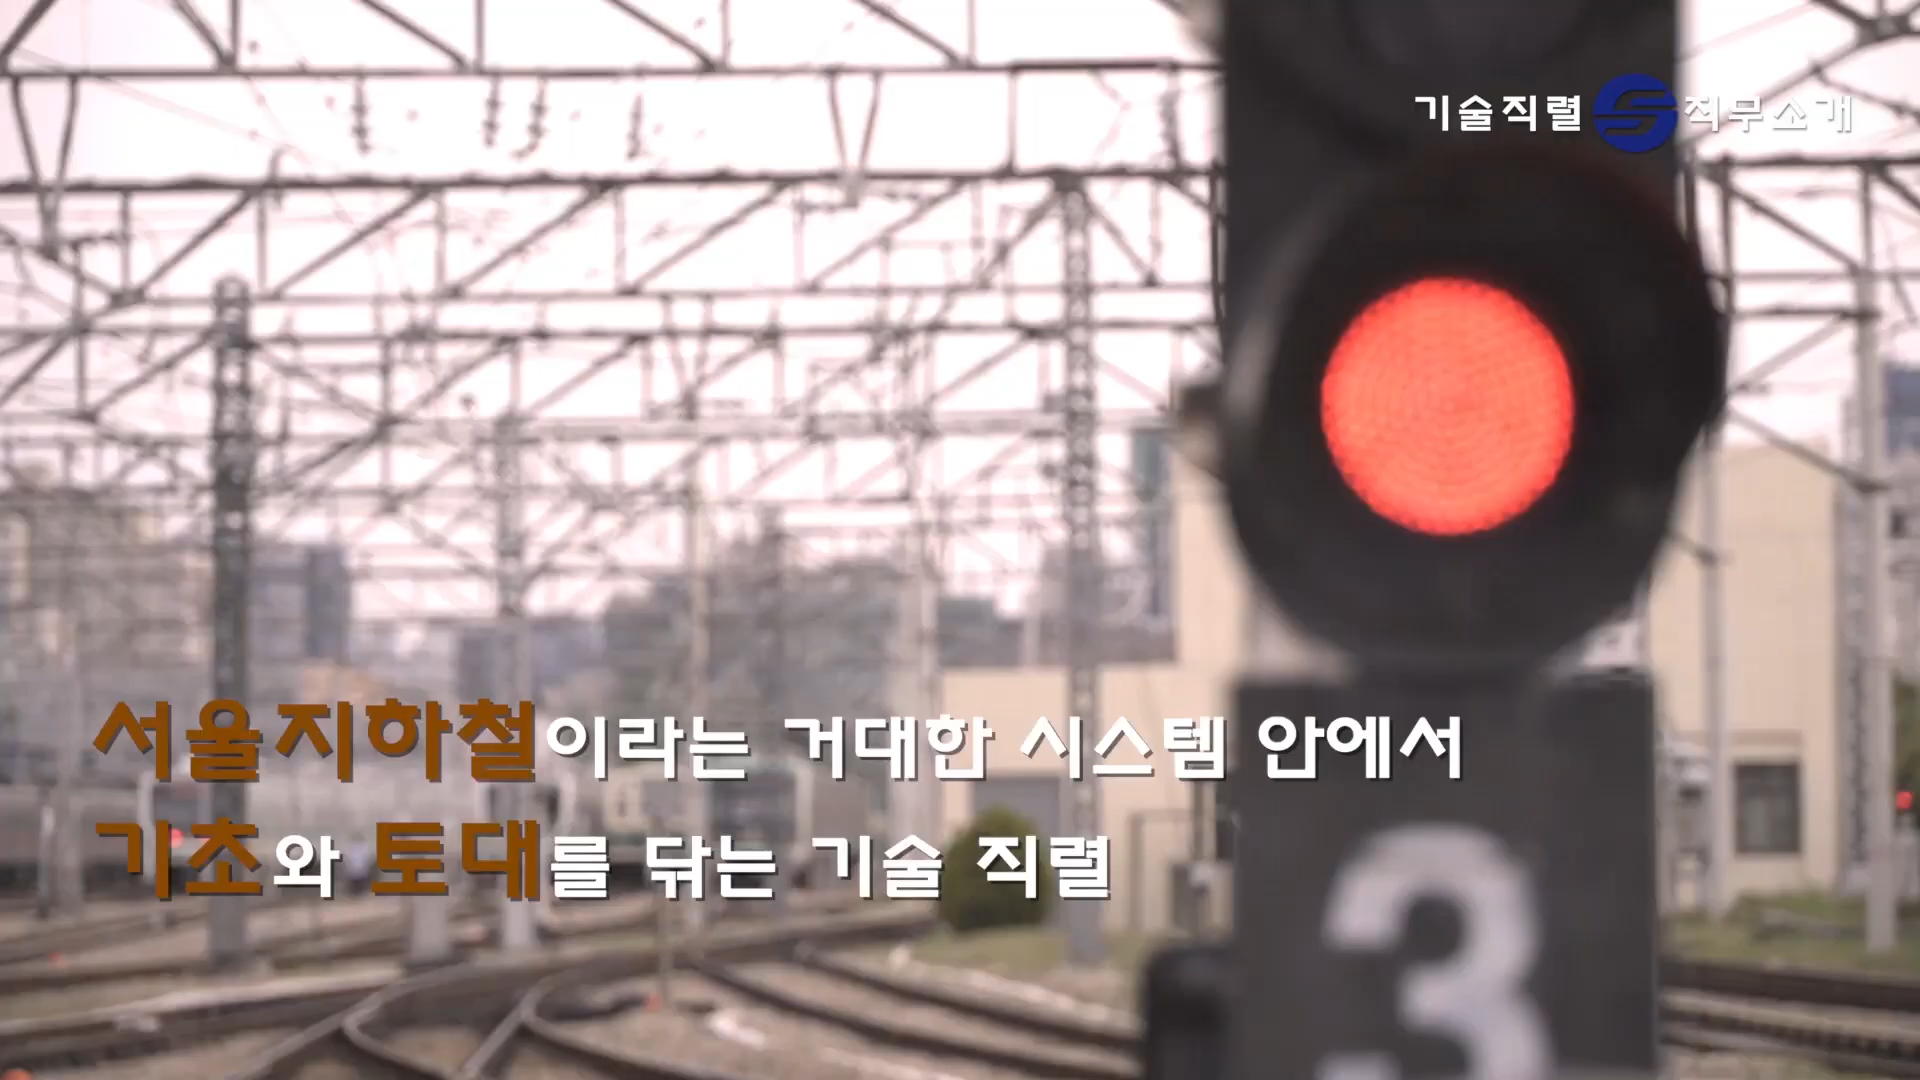 기술직렬 직무소개
서울지하철이라는 거대한 시스템 안에서
기초와 토대를 닦는 기술 직렬
3